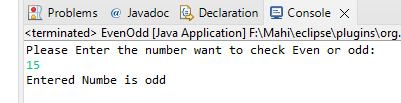 Problems @ Javadoc Declaration Console
<terminated> EvenOdd [Java Application] F:\Mahi\eclipse\plugins\org.
Please Enter the number want to check Even or odd:
15
Entered Numbe is odd